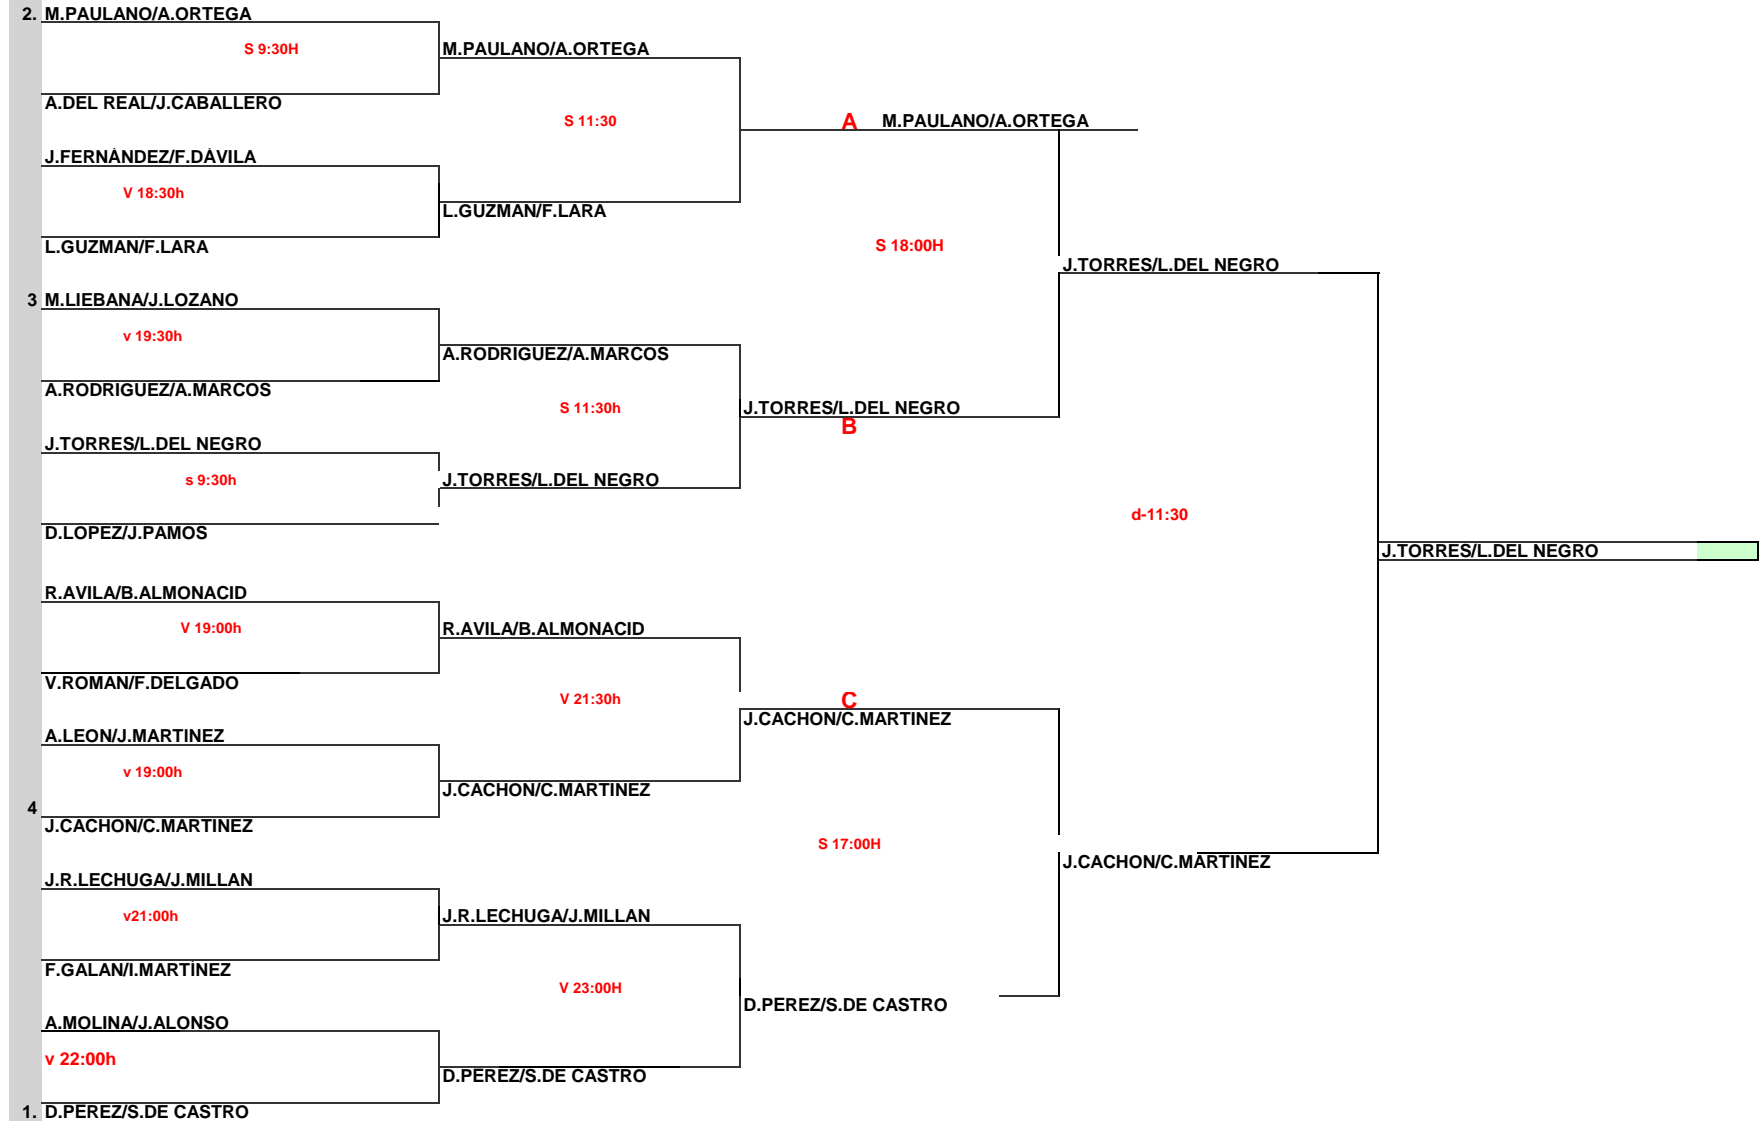 2. M.PAULANO/A.ORTEGA
S 9:30H
M.PAULANO/A.ORTEGA
A.DEL REAL/J.CABALLERO
S 11:30
A M.PAULANO/A.ORTEGA
J.FERNÁNDEZ/F.DÁVILA
V 18:30h
L.GUZMAN/F.LARA
L.GUZMAN/F.LARA
S 18:00H
J.TORRES/L.DEL NEGRO
3 M.LIEBANA/J.LOZANO
v 19:30h
A.RODRIGUEZ/A.MARCOS
A.RODRIGUEZ/A.MARCOS
S 11:30h
J.TORRES/L.DEL NEGRO
B
J.TORRES/L.DEL NEGRO
s 9:30h
J.TORRES/L.DEL NEGRO
d-11:30
D.LOPEZ/J.PAMOS
J.TORRES/L.DEL NEGRO
R.AVILA/B.ALMONACID
V 19:00h
R.AVILA/B.ALMONACID
V.ROMAN/F.DELGADO
V 21:30h
C
J.CACHON/C.MARTINEZ
A.LEON/J.MARTINEZ
v 19:00h
J.CACHON/C.MARTINEZ
4
J.CACHON/C.MARTINEZ
S 17:00H
J.CACHON/C.MARTINEZ
J.R.LECHUGA/J.MILLAN
v21:00h
J.R.LECHUGA/J.MILLAN
F.GALAN/I.MARTÍNEZ
V 23:00H
D.PEREZ/S.DE CASTRO
A.MOLINA/J.ALONSO
v 22:00h
D.PEREZ/S.DE CASTRO
1. D.PEREZ/S.DE CASTRO